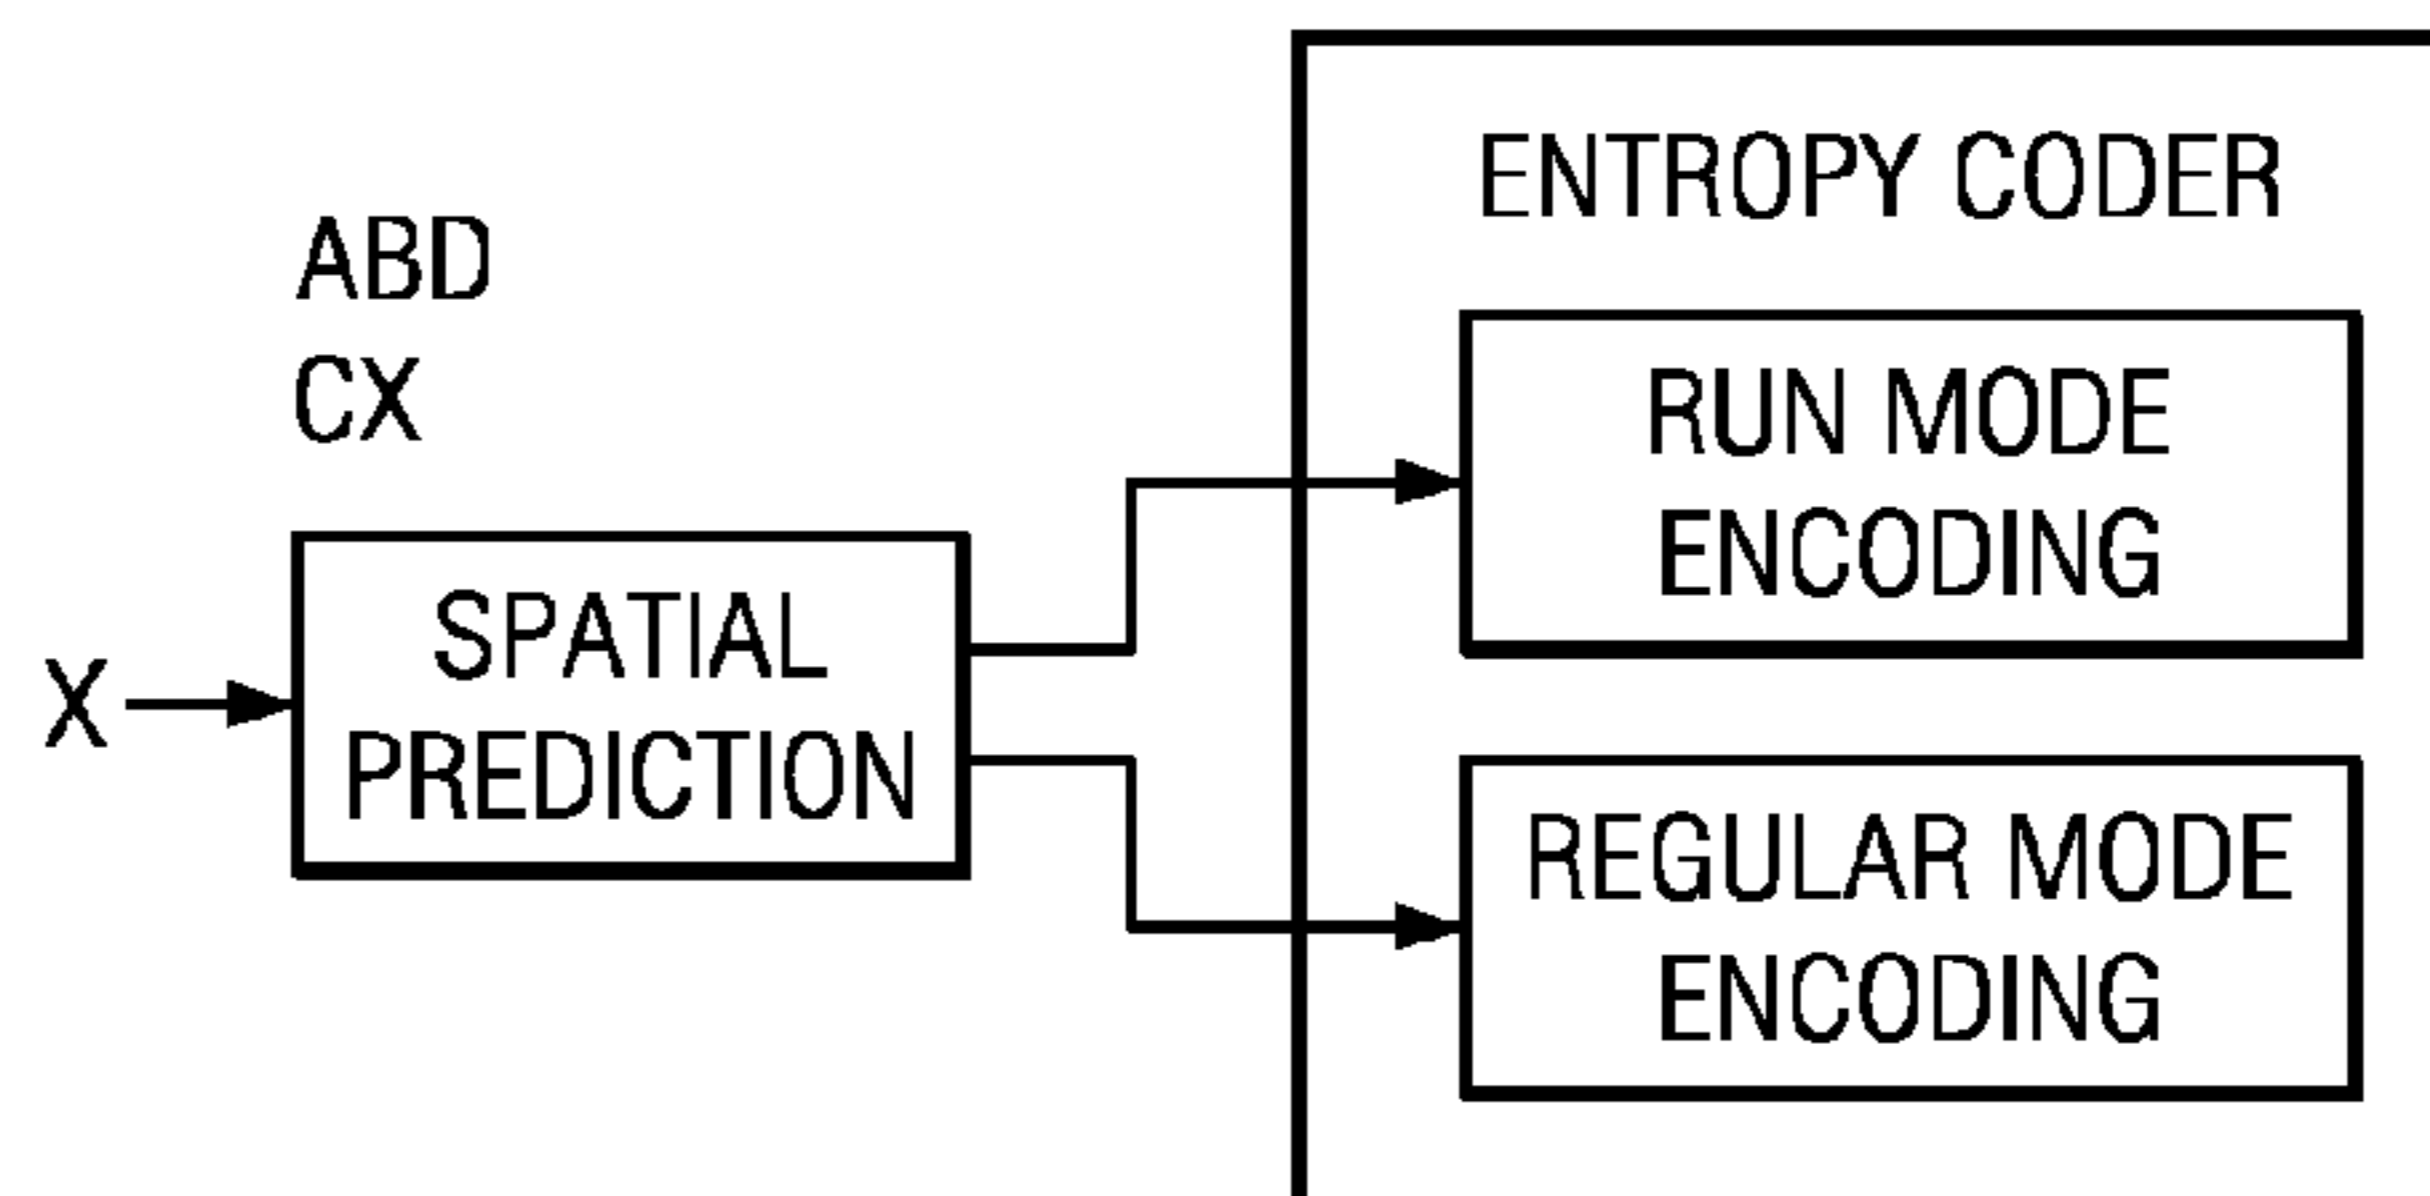 ENTROPY CODER
ABD
CX
RUN MODE
ENCODING
X
SPATIAL
PREDICTION
REGULAR MODE
ENCODING